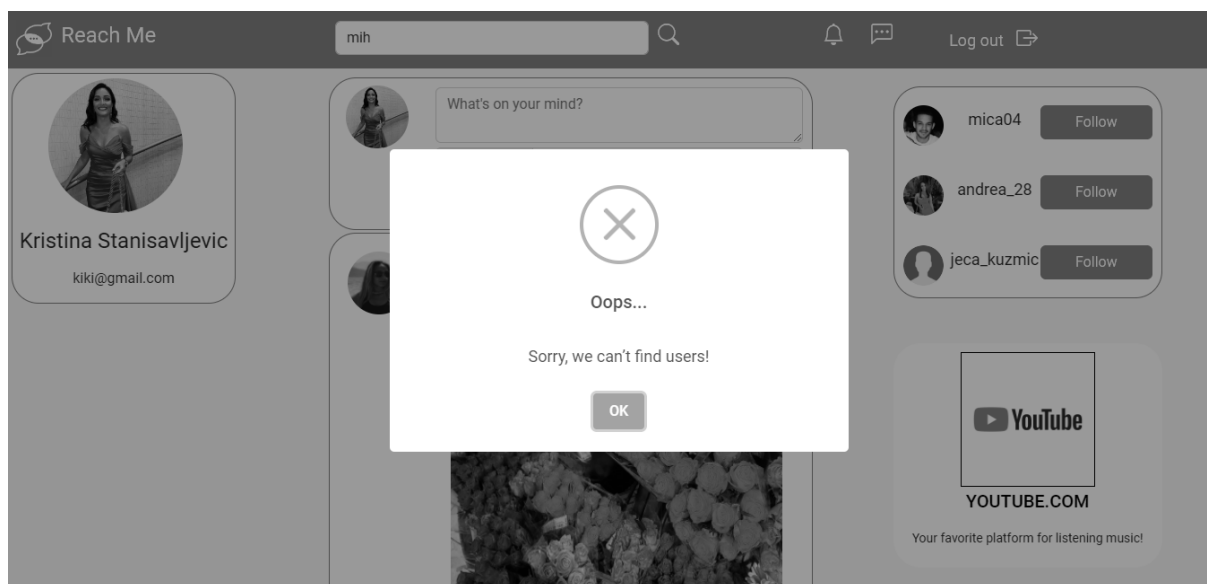 Reach Me
mih
Log out
Kristina Stanisavljevic
kiki@gmail.com
What's on your mind?
Oops...
Sorry, we can't find users!
OK
mica04
Follow
andrea_28
Follow
jeca_kuzmic
Follow
YouTube
YOUTUBE.COM
Your favorite platform for listening music!